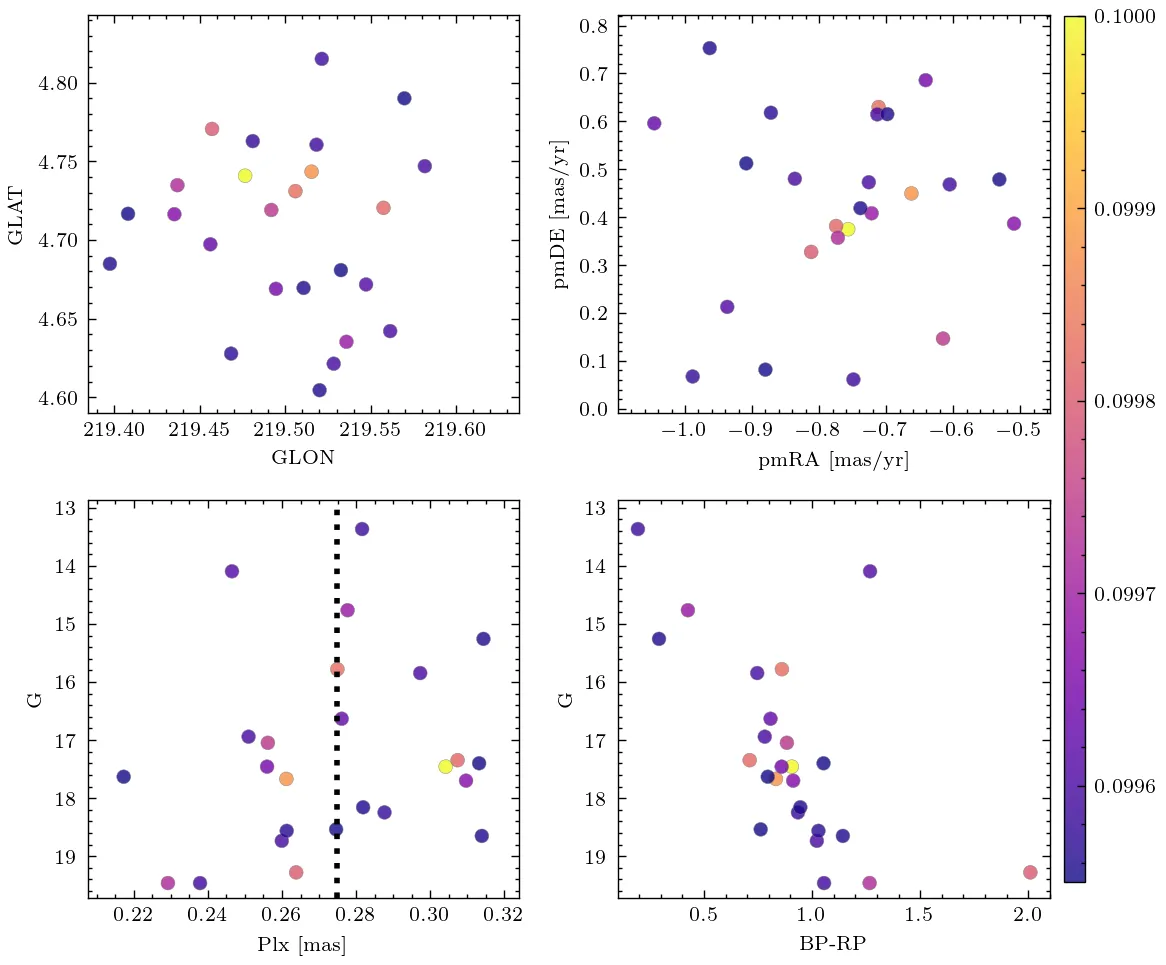 4.80
4.75
4.70
4.65
4.60
GLAT
219.40 219.45 219.50 219.55 219.60
GLON
0.8
0.7
0.6
0.5
0.4
0.3
0.2
0.1
0.0
pmDE [mas/yr]
−1.0 −0.9 −0.8 −0.7 −0.6 −0.5
pmRA [mas/yr]
0.1000
0.0999
0.0998
0.0997
0.0996
13
14
15
16
17
18
19
G
0.22 0.24 0.26 0.28 0.30 0.32
Plx [mas]
13
14
15
16
17
18
19
G
0.5 1.0 1.5 2.0
BP-RP